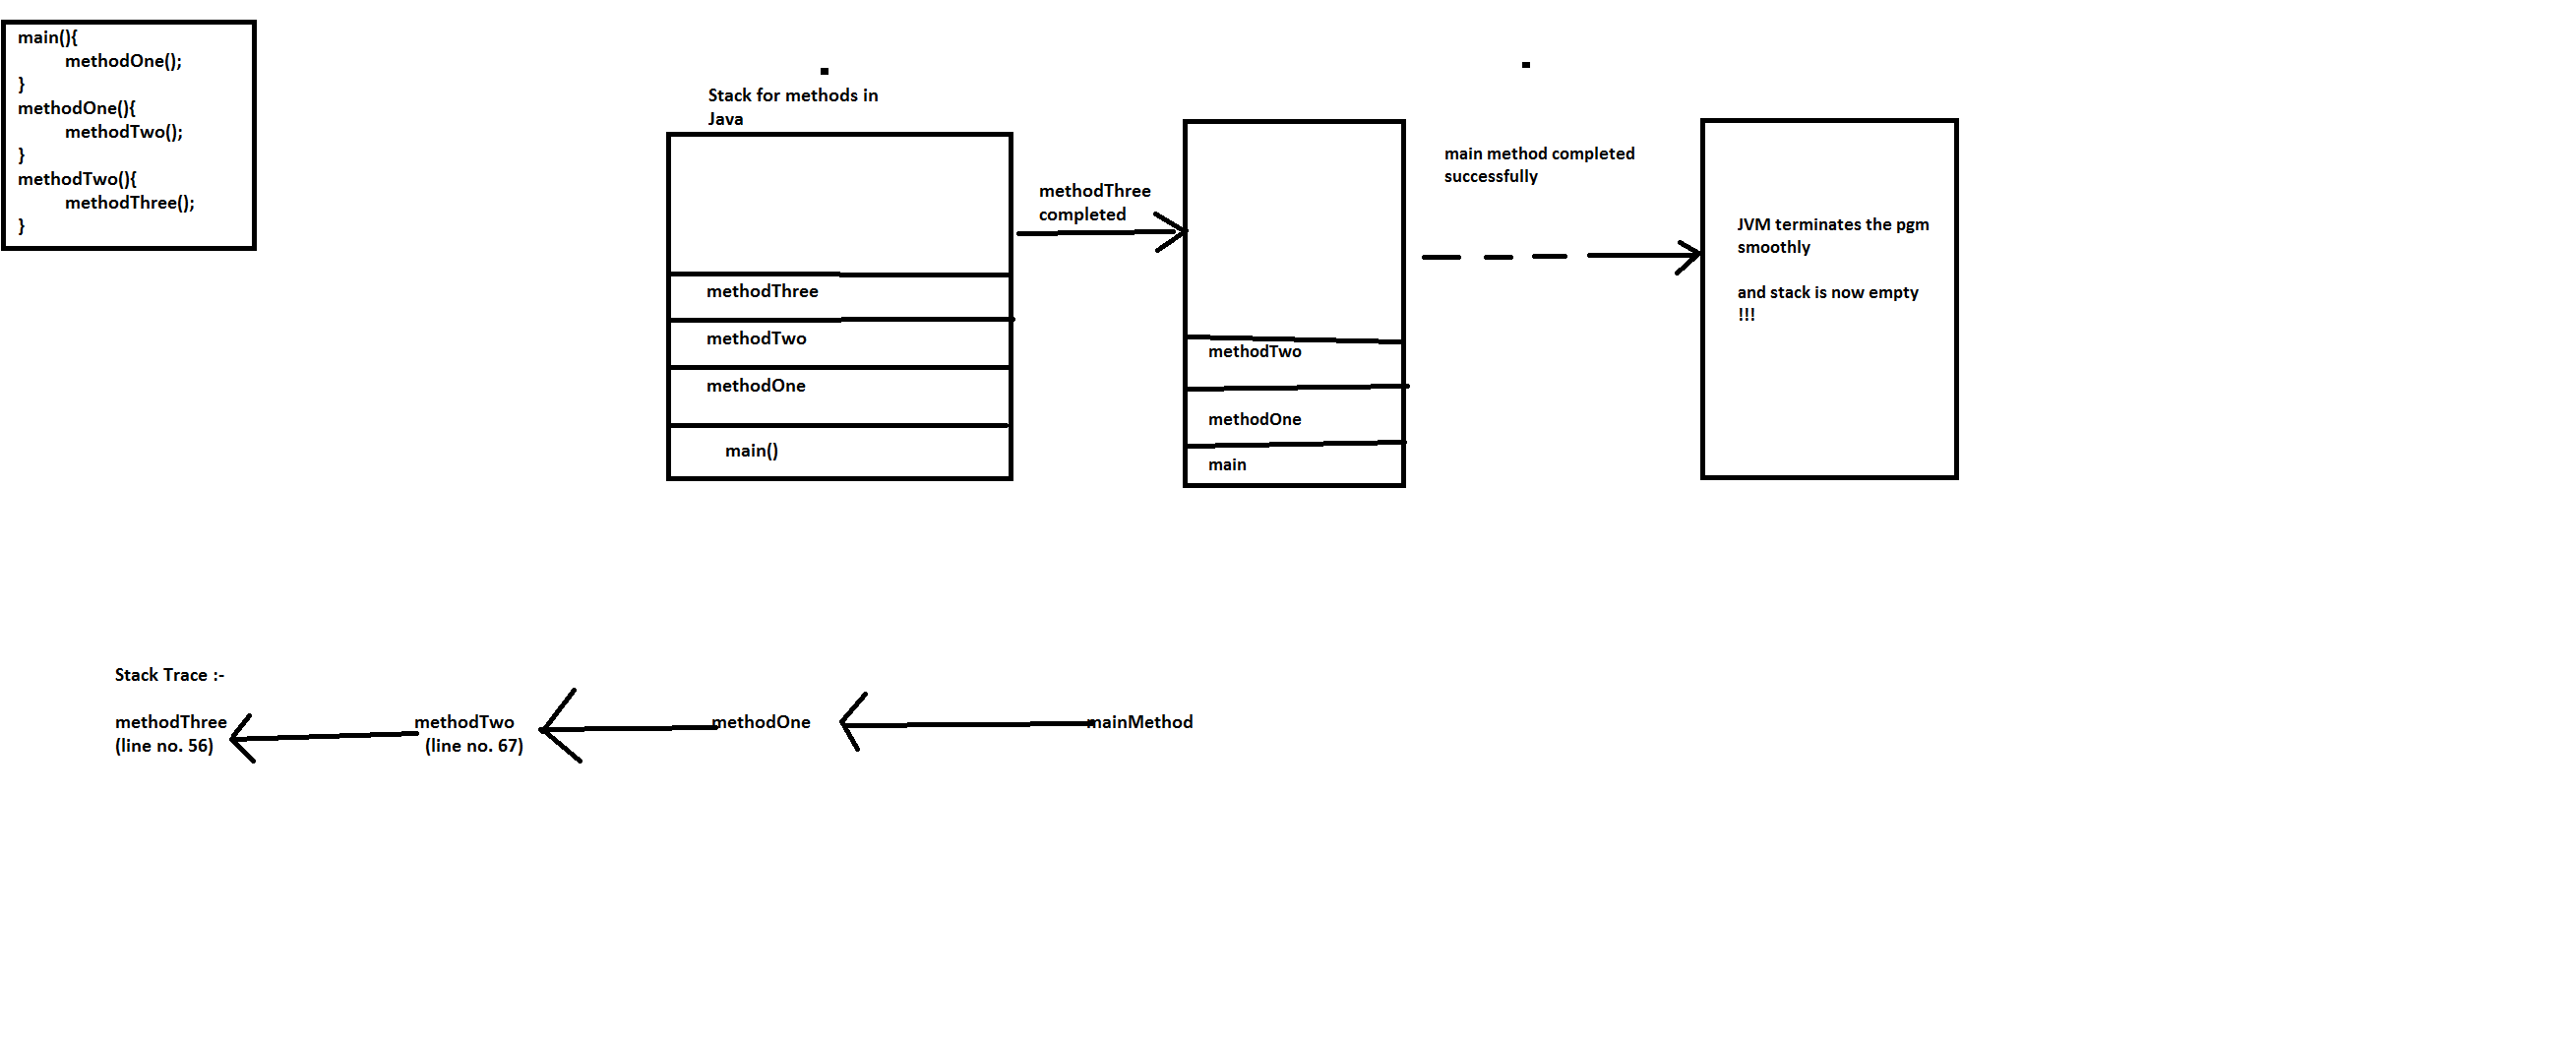 main(){
methodOne();
}
methodOne(){
methodTwo();
}
methodTwo(){
methodThree();
}
Stack for methods in
Java
methodThree
methodTwo
methodOne
main()
methodThree
completed
methodTwo
methodOne
main
main method completed
successfully
JVM terminates the pgm
smoothly
and stack is now empty
!!!
Stack Trace :-
methodThree
(line no. 56)
methodTwo
(line no. 67)
methodOne
mainMethod